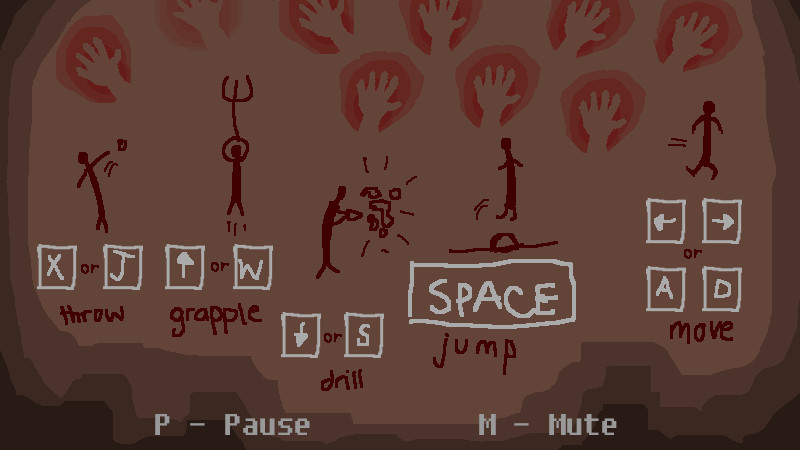 X or J
throw
↑ or W
grapple
↓ or S
drill
SPACE
jump
← →
or
A D
move
P - Pause
M - Mute